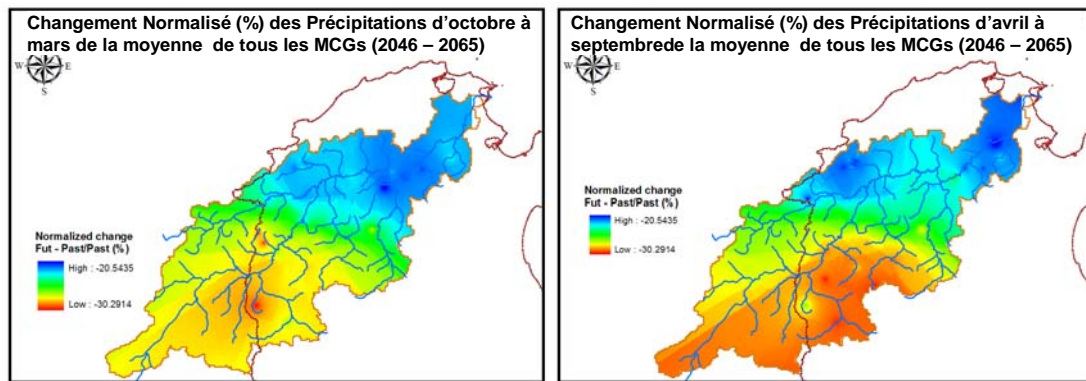 Changement Normalisé (%) des Précipitations d'octobre à
mars de la moyenne de tous les MCGs (2046 – 2065)
N
W E
S
Normalized change
Fut - Past/Past (%)
High : -20.5435
Low : -30.2914
Changement Normalisé (%) des Précipitations d'avril à
septembrede la moyenne de tous les MCGs (2046 – 2065)
N
W E
S
Normalized change
Fut - Past/Past (%)
High : -20.5435
Low : -30.2914